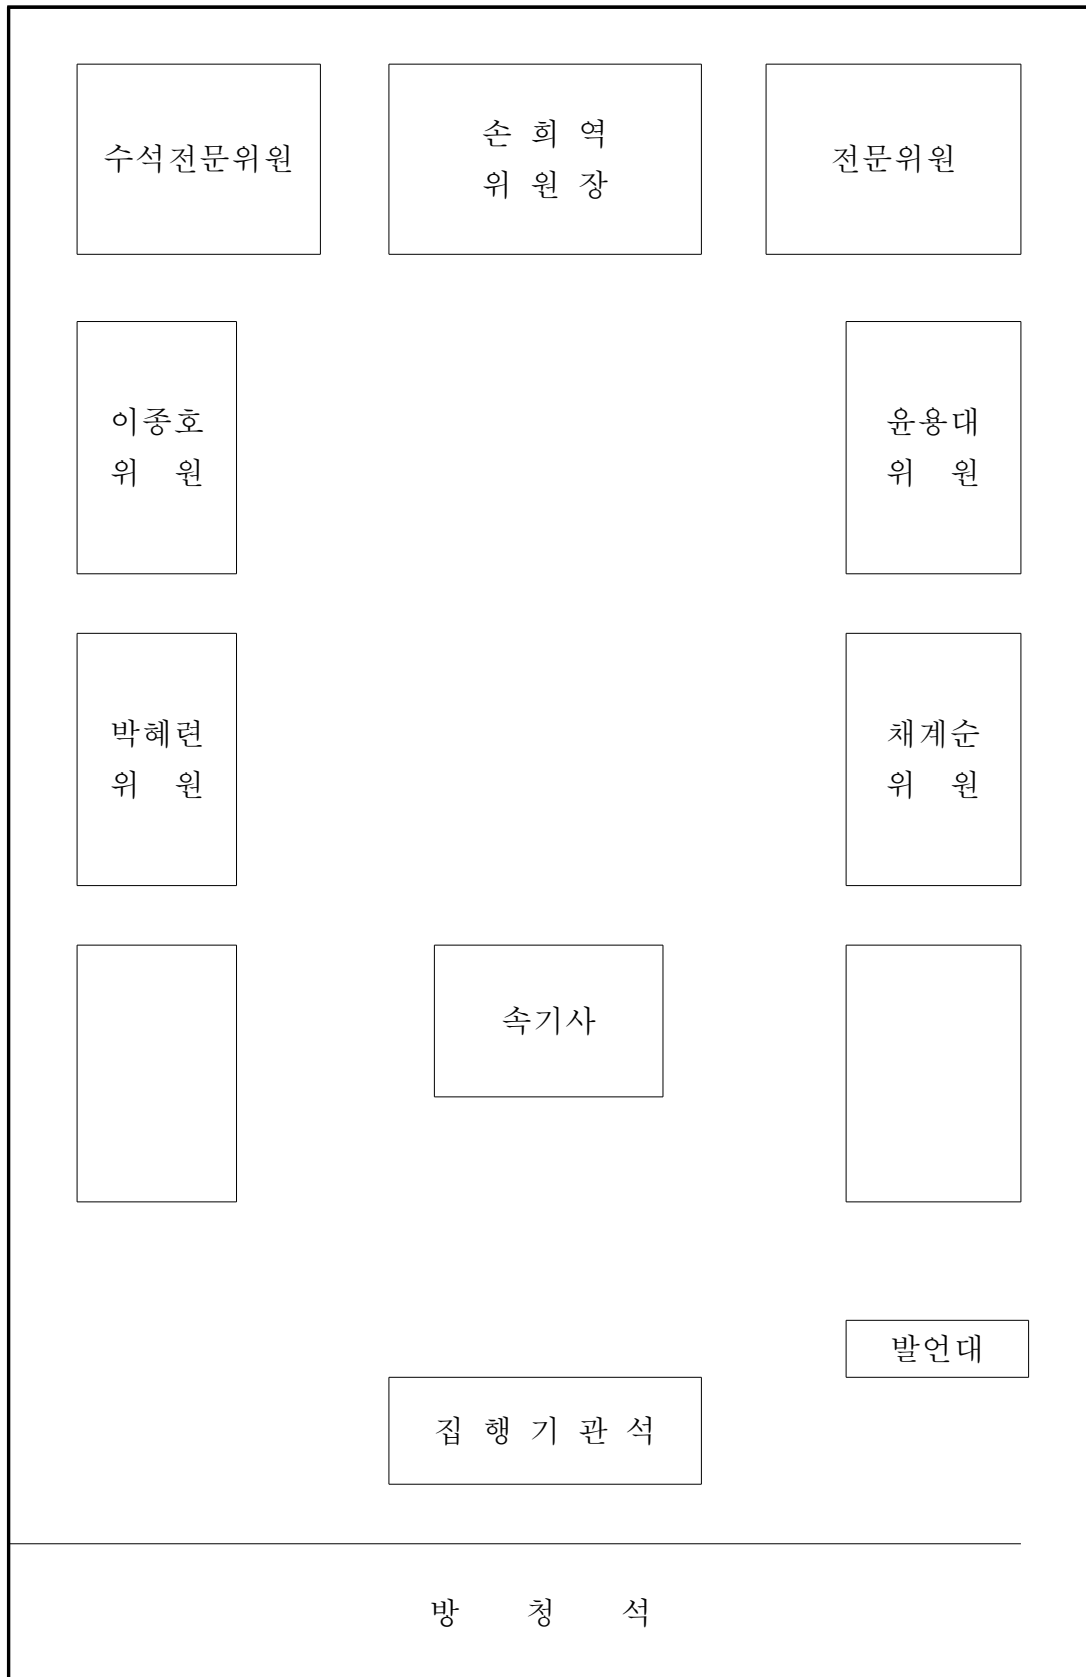 수석전문위원
손 희 역
위 원 장
전문위원
이종호
위 원
윤용대
위 원
박혜련
위 원
채계순
위 원
속기사
발언대
집 행 기 관 석
방 청 석